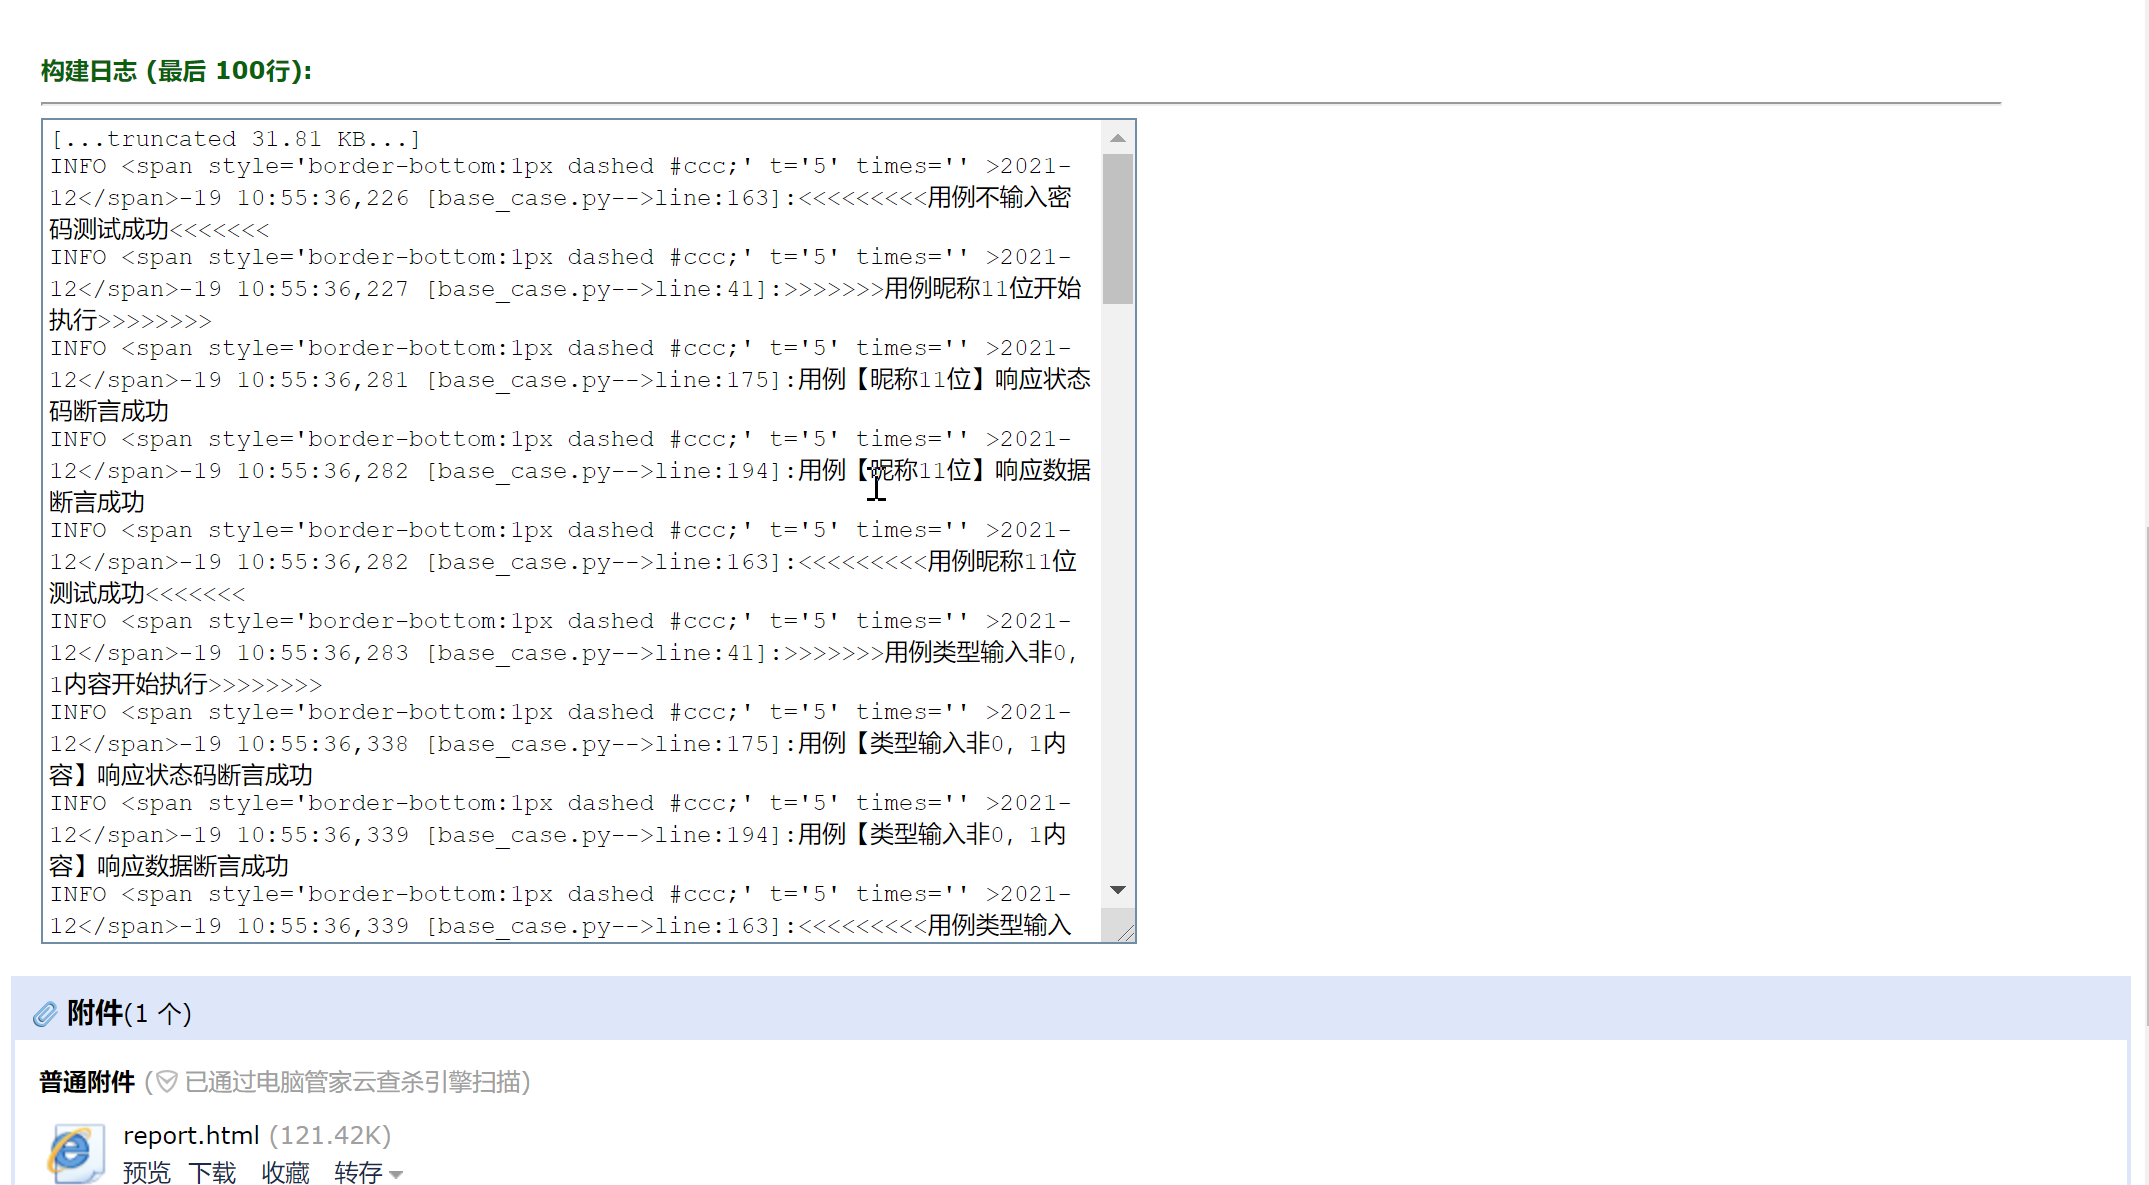 构建日志 (最后 100行):
[...truncated 31.81 KB...]
INFO <span style='border-bottom:1px dashed #ccc;' t='5' times='' >2021-
12</span>-19 10:55:36,226 [base_case.py-->line:163]:<<<<<<<<<用例不输入密
码测试成功<<<<<<<
INFO <span style='border-bottom:1px dashed #ccc;' t='5' times='' >2021-
12</span>-19 10:55:36,227 [base_case.py-->line:41]:>>>>>>>用例昵称11位开始
执行>>>>>>>>
INFO <span style='border-bottom:1px dashed #ccc;' t='5' times='' >2021-
12</span>-19 10:55:36,281 [base_case.py-->line:175]:用例【昵称11位】响应状态
码断言成功
INFO <span style='border-bottom:1px dashed #ccc;' t='5' times='' >2021-
12</span>-19 10:55:36,282 [base_case.py-->line:194]:用例【昵称11位】响应数据
断言成功
INFO <span style='border-bottom:1px dashed #ccc;' t='5' times='' >2021-
12</span>-19 10:55:36,282 [base_case.py-->line:163]:<<<<<<<<<用例昵称11位
测试成功<<<<<<<
INFO <span style='border-bottom:1px dashed #ccc;' t='5' times='' >2021-
12</span>-19 10:55:36,283 [base_case.py-->line:41]:>>>>>>>用例类型输入非0，
1内容开始执行>>>>>>>>
INFO <span style='border-bottom:1px dashed #ccc;' t='5' times='' >2021-
12</span>-19 10:55:36,338 [base_case.py-->line:175]:用例【类型输入非0，1内
容】响应状态码断言成功
INFO <span style='border-bottom:1px dashed #ccc;' t='5' times='' >2021-
12</span>-19 10:55:36,339 [base_case.py-->line:194]:用例【类型输入非0，1内
容】响应数据断言成功
INFO <span style='border-bottom:1px dashed #ccc;' t='5' times='' >2021-
12</span>-19 10:55:36,339 [base_case.py-->line:163]:<<<<<<<<<用例类型输入
附件(1 个)
普通附件 (已通过电脑管家云查杀引擎扫描)
report.html (121.42K)
预览 下载 收藏 转存